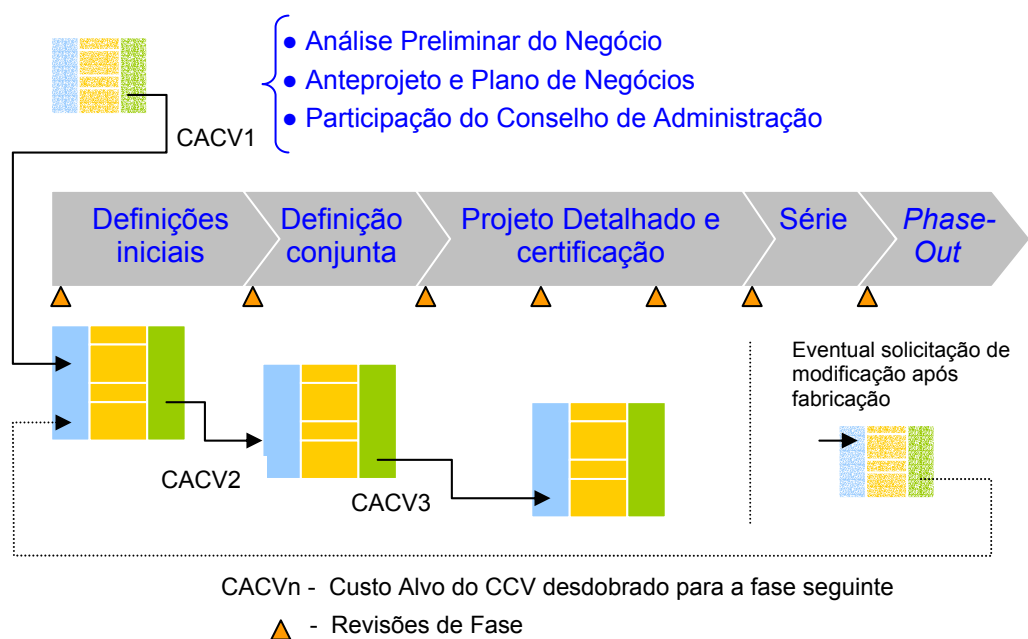 ● Análise Preliminar do Negócio
● Anteprojeto e Plano de Negócios
● Participação do Conselho de Administração
CACV1
Definições
iniciais
Definição
conjunta
Projeto Detalhado e
certificação
Série
Phase-
Out
Eventual solicitação de
modificação após
fabricação
CACV2
CACV3
CACVn - Custo Alvo do CCV desdobrado para a fase seguinte
- Revisões de Fase